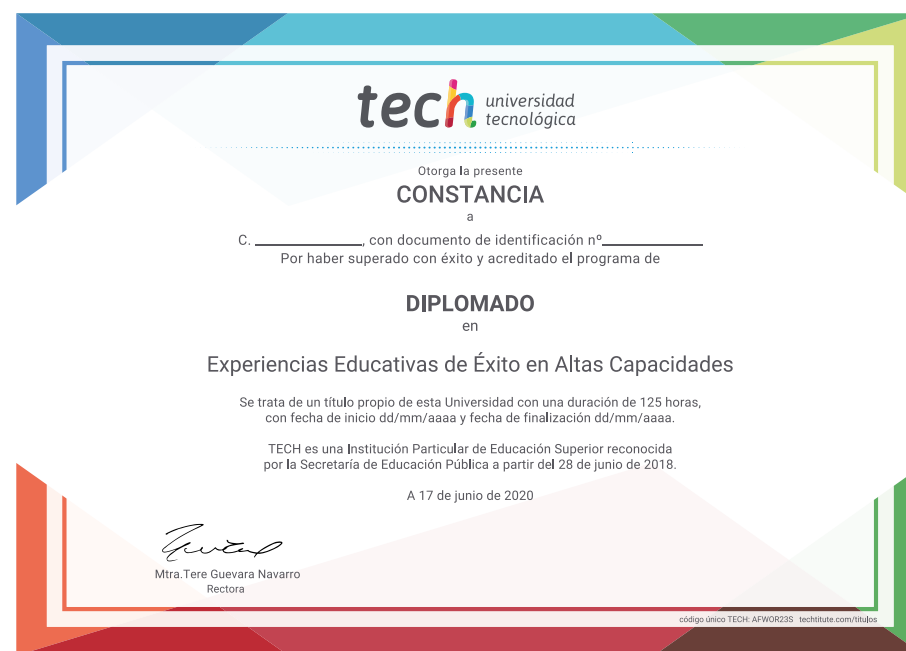 tech universidad
tecnológica
Otorga la presente
CONSTANCIA
a
C. ______________, con documento de identificación nº_____________
Por haber superado con éxito y acreditado el programa de
DIPLOMADO
en
Experiencias Educativas de Éxito en Altas Capacidades
Se trata de un título propio de esta Universidad con una duración de 125 horas,
con fecha de inicio dd/mm/aaaa y fecha de finalización dd/mm/aaaa.
TECH es una Institución Particular de Educación Superior reconocida
por la Secretaría de Educación Pública a partir del 28 de junio de 2018.
A 17 de junio de 2020
Mtra.Tere Guevara Navarro
Rectora
código único TECH: AFWOR23S techtitute.com/titulos